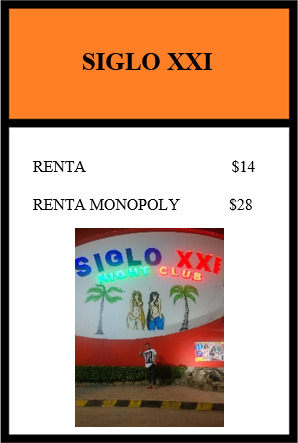 SIGLO XXI
RENTA $14
RENTA MONOPOLY $28
SIGLO XXI
NIGHT CLUB